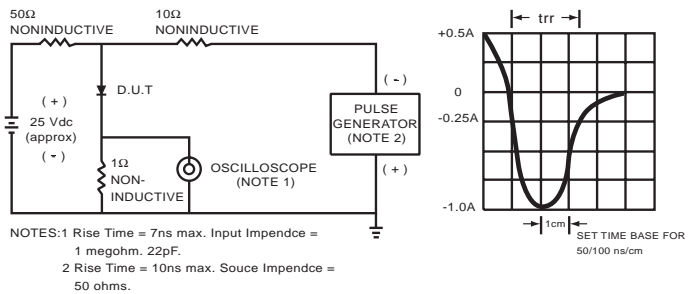 50Ω
NONINDUCTIVE
10Ω
NONINDUCTIVE
( + )
25 Vdc
(approx)
( - )
D.U.T
1Ω
NON-
INDUCTIVE
OSCILLOSCOPE
(NOTE 1)
( - )
PULSE
GENERATOR
(NOTE 2)
( + )
trr
+0.5A
0
-0.25A
-1.0A
1cm
SET TIME BASE FOR
50/100 ns/cm
NOTES:1 Rise Time = 7ns max. Input Impendce =
1 megohm. 22pF.
2 Rise Time = 10ns max. Souce Impendce =
50 ohms.